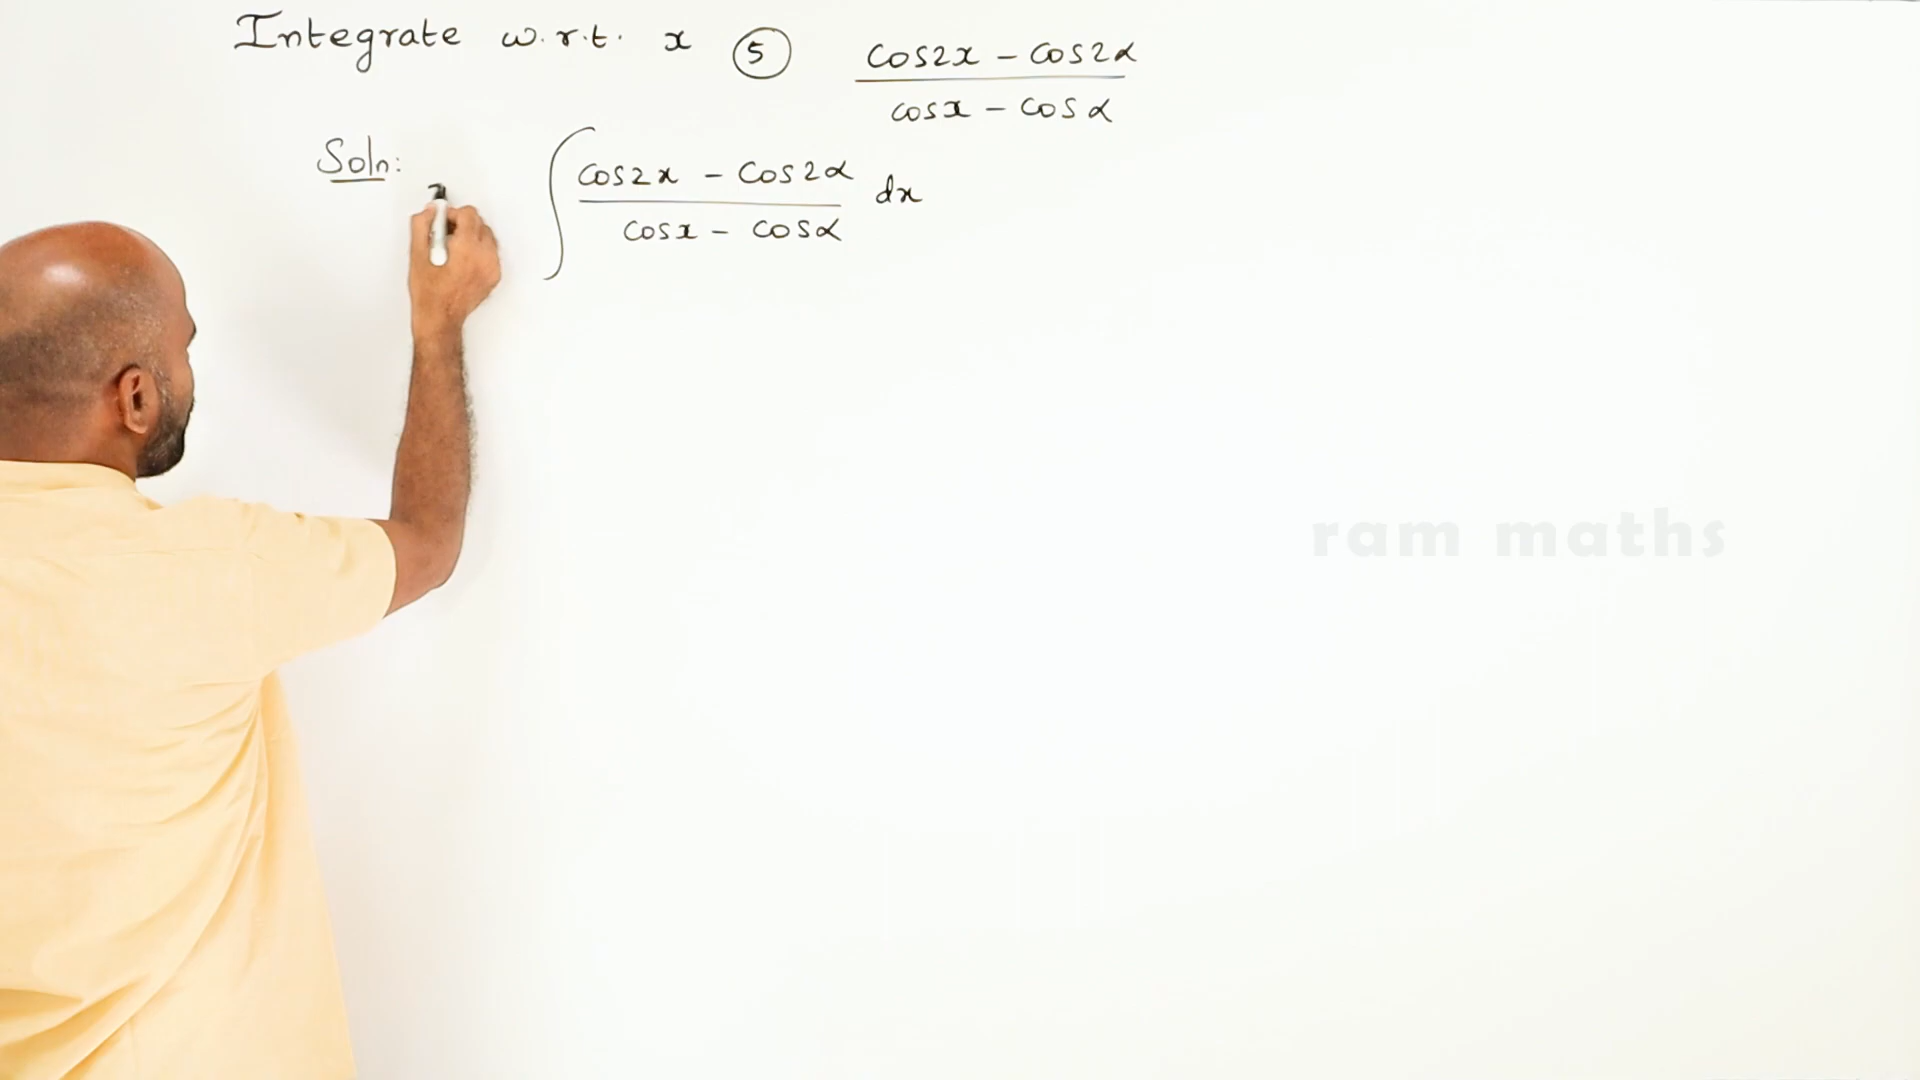 Integrate w.r.t. x ⑤ (cos2x - cos2α) / (cosx - cosα)
Soln: ∫ (cos2x - cos2α) / (cosx - cosα) dx
ram maths